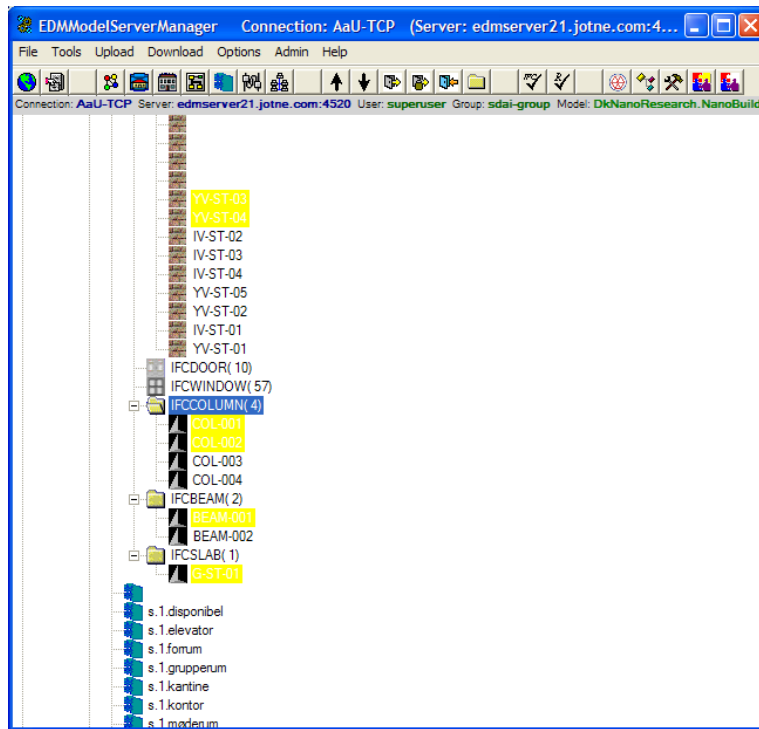 EDMModelServerManager Connection: AaU-TCP (Server: edmserver21.jotne.com:4...
File Tools Upload Download Options Admin Help
Connection: AaU-TCP Server: edmserver21.jotne.com:4520 User: superuser Group: sdai-group Model: DkNanoResearch.NanoBuild
YV-ST-03
YV-ST-04
IV-ST-02
IV-ST-03
IV-ST-04
YV-ST-05
YV-ST-02
IV-ST-01
YV-ST-01
IFCDOOR( 10)
IFCWINDOW( 57)
IFCCOLUMN( 4)
COL-001
COL-002
COL-003
COL-004
IFCBEAM( 2)
BEAM-001
BEAM-002
IFCSLAB( 1)
G-ST-01
s.1.disponibel
s.1.elevator
s.1.forrum
s.1.grupperum
s.1.kantine
s.1.kontor
s.1.møderum